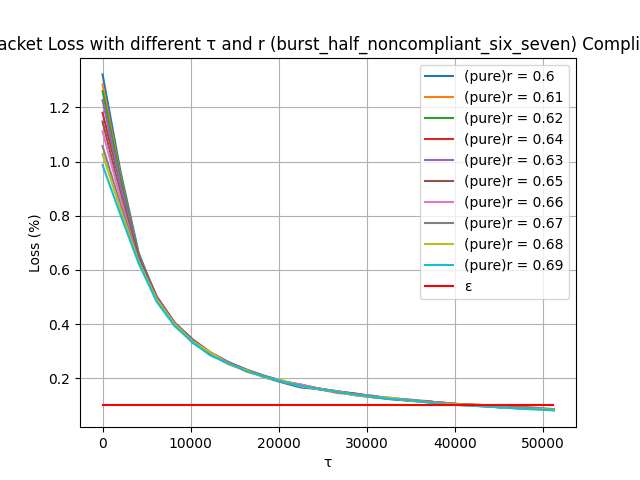 acket Loss with different τ and r (burst_half_noncompliant_six_seven) Compli
(pure)r = 0.6
(pure)r = 0.61
(pure)r = 0.62
(pure)r = 0.64
(pure)r = 0.63
(pure)r = 0.65
(pure)r = 0.66
(pure)r = 0.67
(pure)r = 0.68
(pure)r = 0.69
ε
Loss (%)
1.2
1.0
0.8
0.6
0.4
0.2
0 10000 20000 30000 40000 50000
τ